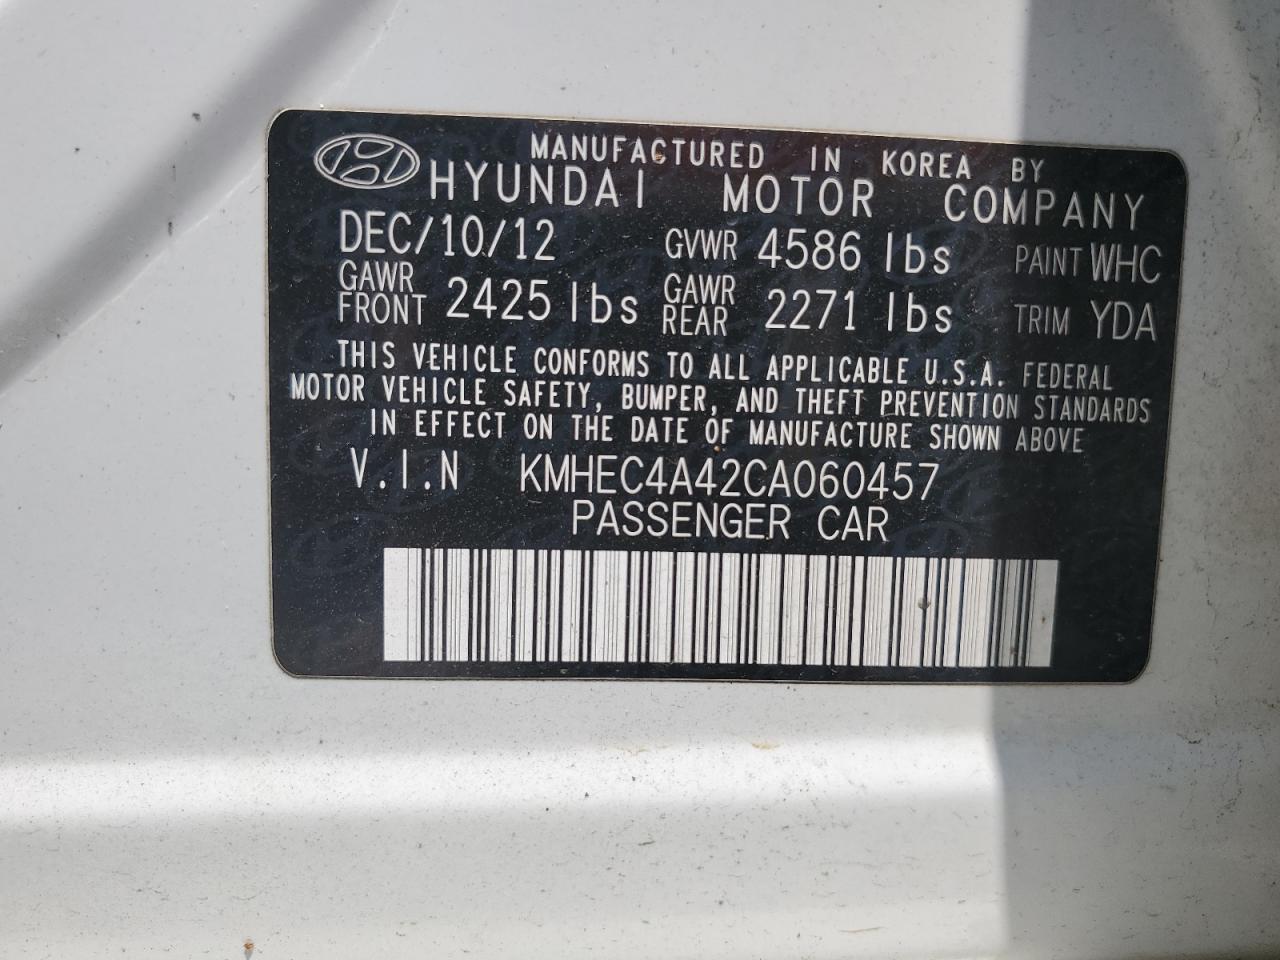 MANUFACTURED IN KOREA BY
HYUNDAI MOTOR COMPANY
DEC/10/12 GVWR 4586 lbs PAINT WHC
GAWR FRONT 2425 lbs GAWR REAR 2271 lbs TRIM YDA
THIS VEHICLE CONFORMS TO ALL APPLICABLE U.S.A. FEDERAL
MOTOR VEHICLE SAFETY, BUMPER, AND THEFT PREVENTION STANDARDS
IN EFFECT ON THE DATE OF MANUFACTURE SHOWN ABOVE
V.I.N KMHEC4A42CA060457
PASSENGER CAR